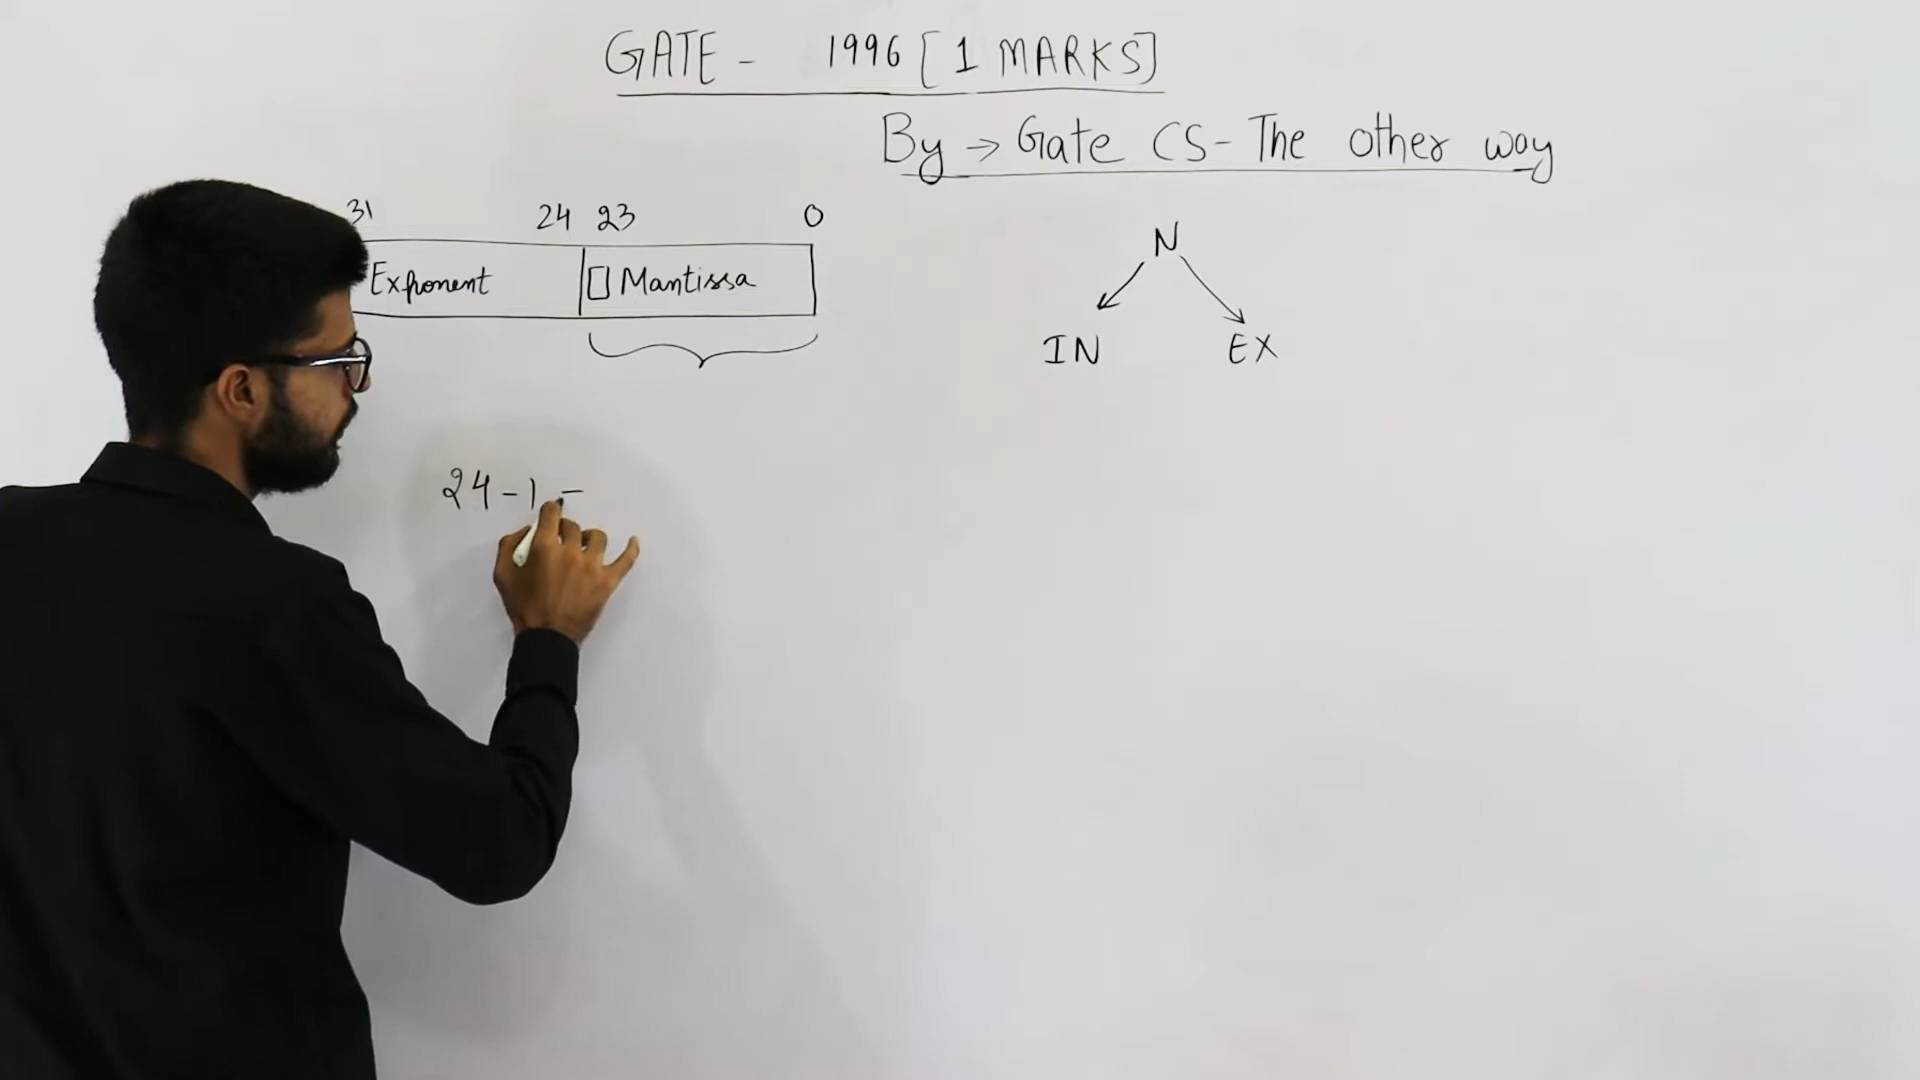 GATE - 1996 [1 MARKS]
By → Gate CS - The other way
31 24 23 0
Exponent Mantissa
N
IN EX
24 - 1 =